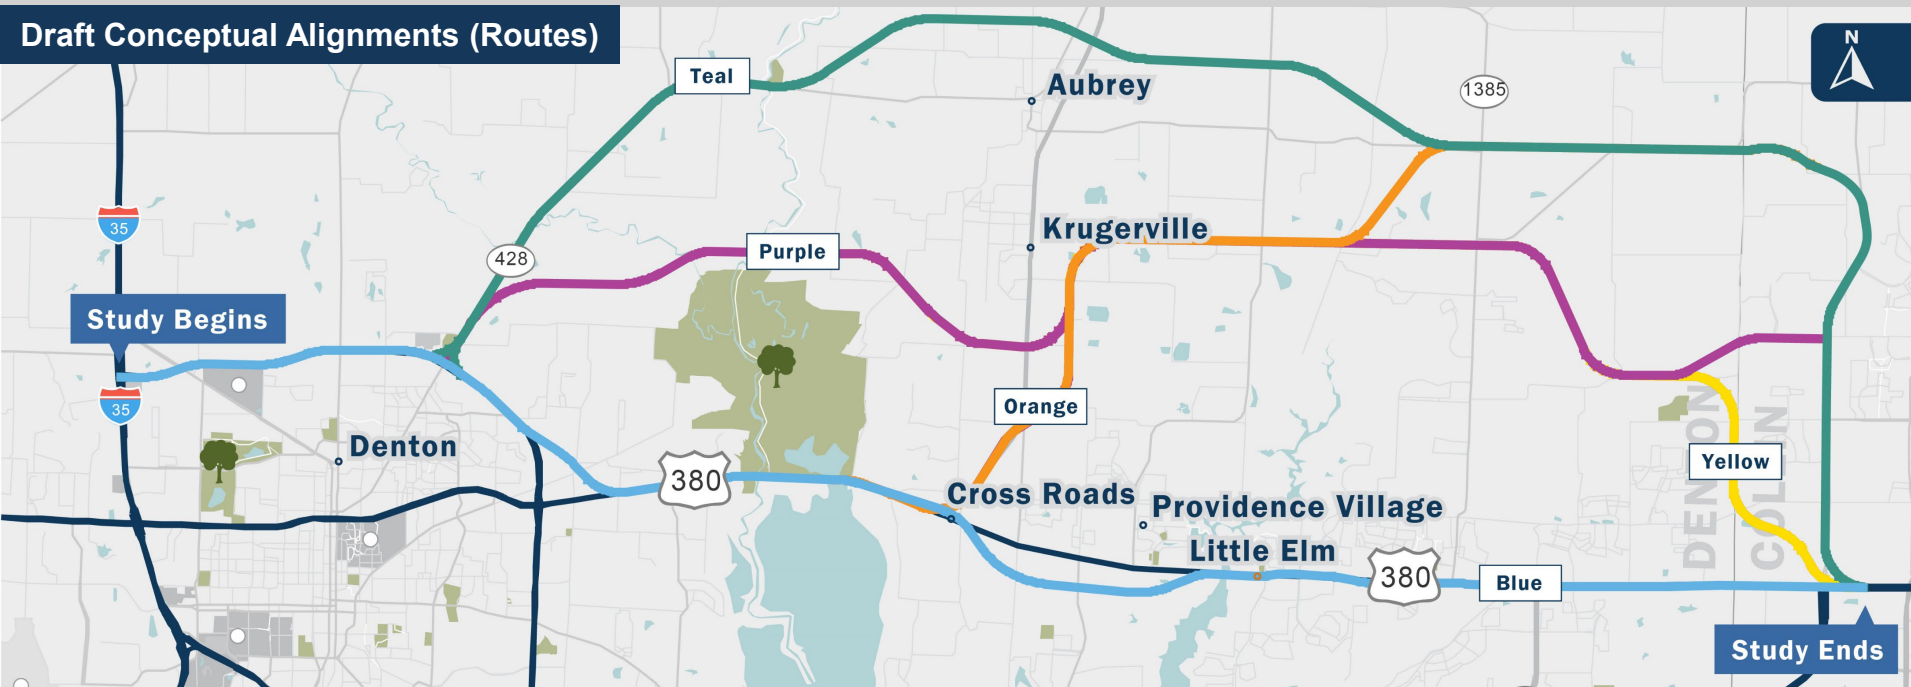 Draft Conceptual Alignments (Routes)
N
Teal
Aubrey
1385
35
Krugerville
428
Purple
Study Begins
35
Orange
Denton
Yellow
DENTON
COLLIN
380
Cross Roads
Providence Village
Little Elm
380
Blue
Study Ends